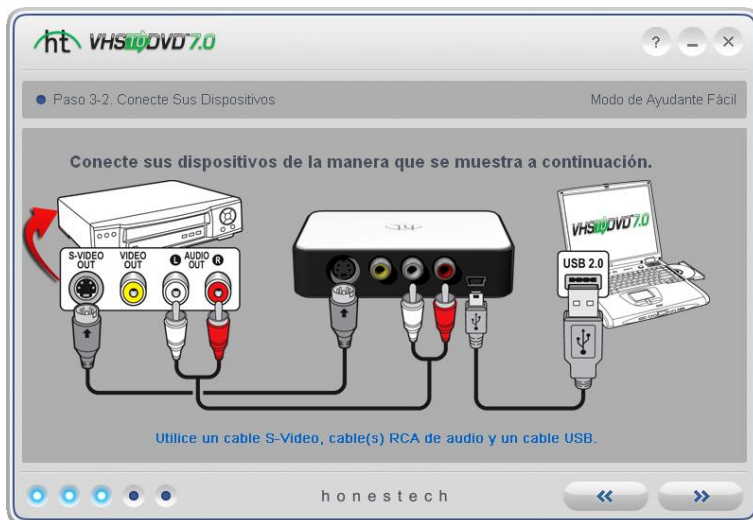 ht VHS TO DVD 7.0
?
Paso 3-2. Conecte Sus Dispositivos
Modo de Ayudante Fácil
Conecte sus dispositivos de la manera que se muestra a continuación.
S-VIDEO OUT
VIDEO OUT
L AUDIO OUT R
ht
VHS TO DVD 7.0
USB 2.0
Utilice un cable S-Video, cable(s) RCA de audio y un cable USB.
honestech